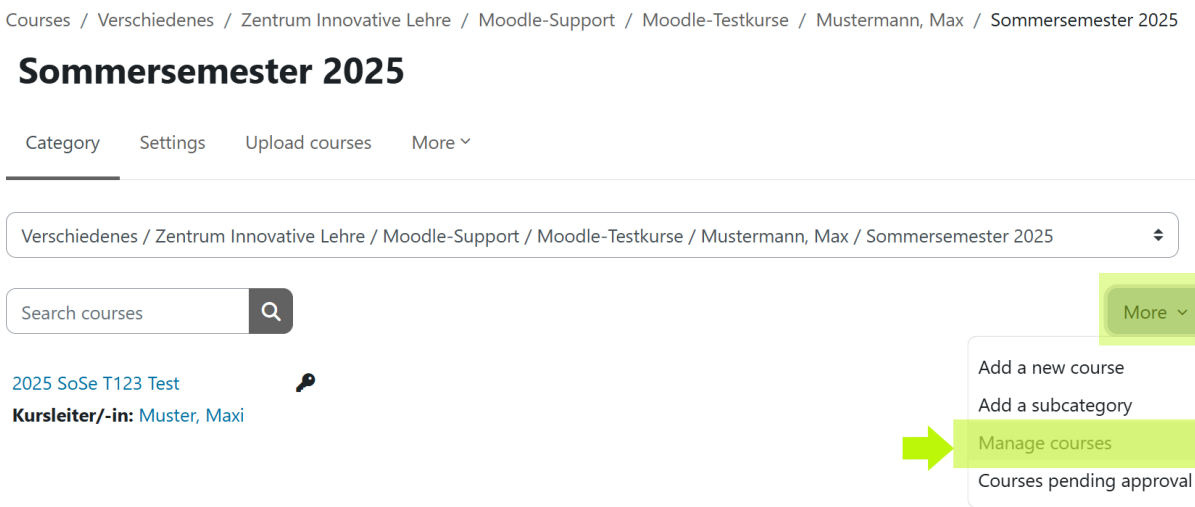 Courses / Verschiedenes / Zentrum Innovative Lehre / Moodle-Support / Moodle-Testkurse / Mustermann, Max / Sommersemester 2025
Sommersemester 2025
Category Settings Upload courses More
Verschiedenes / Zentrum Innovative Lehre / Moodle-Support / Moodle-Testkurse / Mustermann, Max / Sommersemester 2025
Search courses
More
Add a new course
Add a subcategory
Manage courses
Courses pending approval
2025 SoSe T123 Test
Kursleiter/-in: Muster, Maxi